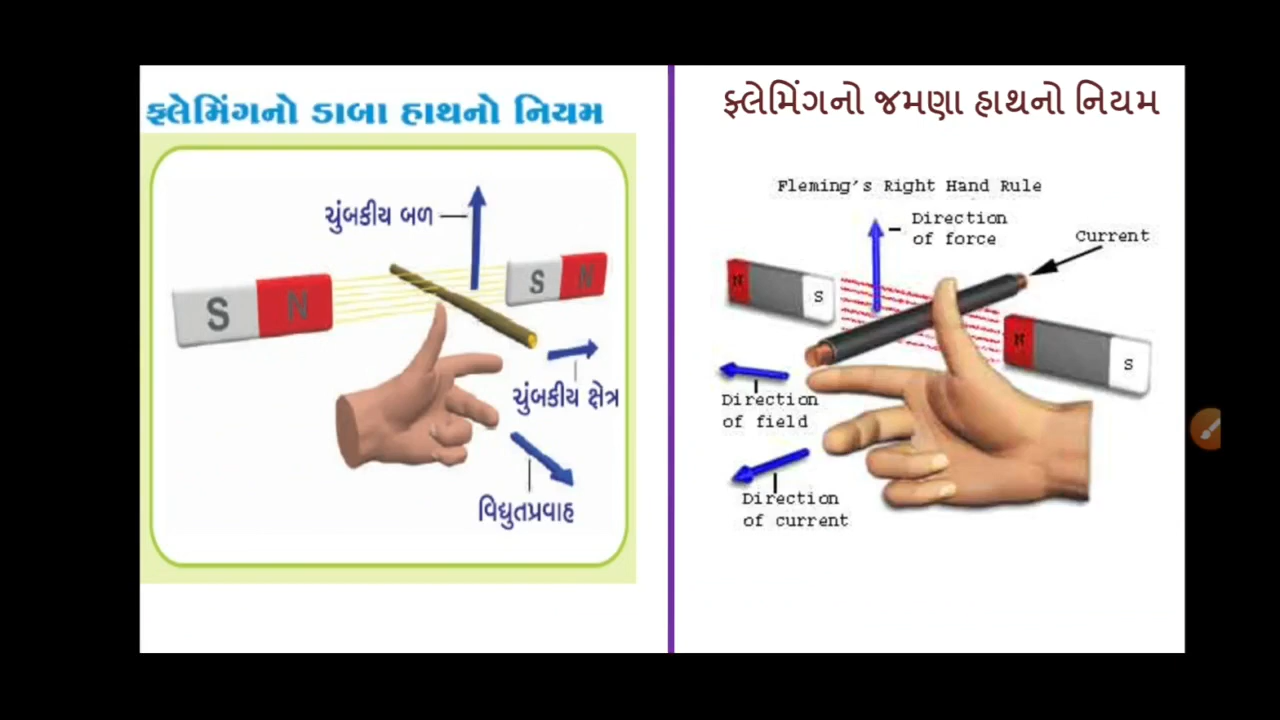 ફ્લેમિંગનો ડાબા હાથનો નિયમ
ચુંબકીય બળ
S
N
S
N
ચુંબકીય ક્ષેત્ર
વિદ્યુતપ્રવાહ
ફ્લેમિંગનો જમણા હાથનો નિયમ
Fleming's Right Hand Rule
Direction
of force
Current
N
S
N
S
Direction
of field
Direction
of current